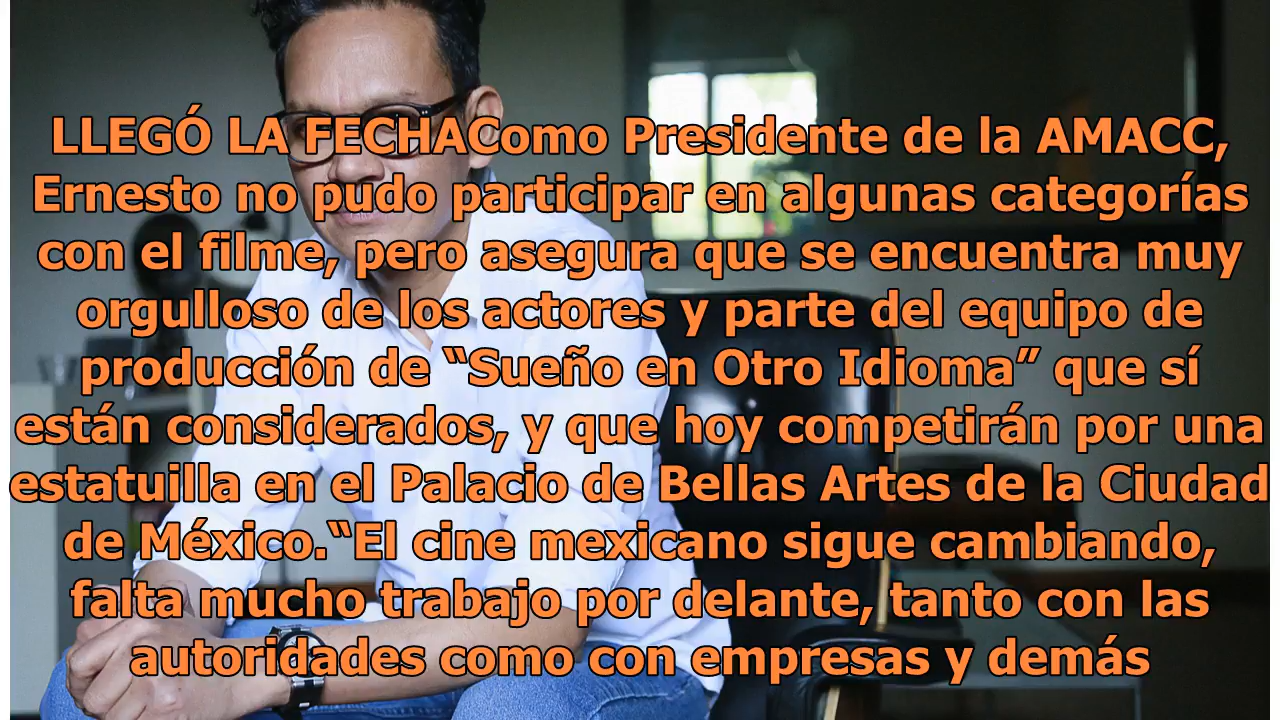 LLEGÓ LA FECHAComo Presidente de la AMACC,
Ernesto no pudo participar en algunas categorías
con el filme, pero asegura que se encuentra muy
orgulloso de los actores y parte del equipo de
producción de “Sueño en Otro Idioma” que sí
están considerados, y que hoy competirán por una
estatuilla en el Palacio de Bellas Artes de la Ciudad
de México.“El cine mexicano sigue cambiando,
falta mucho trabajo por delante, tanto con las
autoridades como con empresas y demás